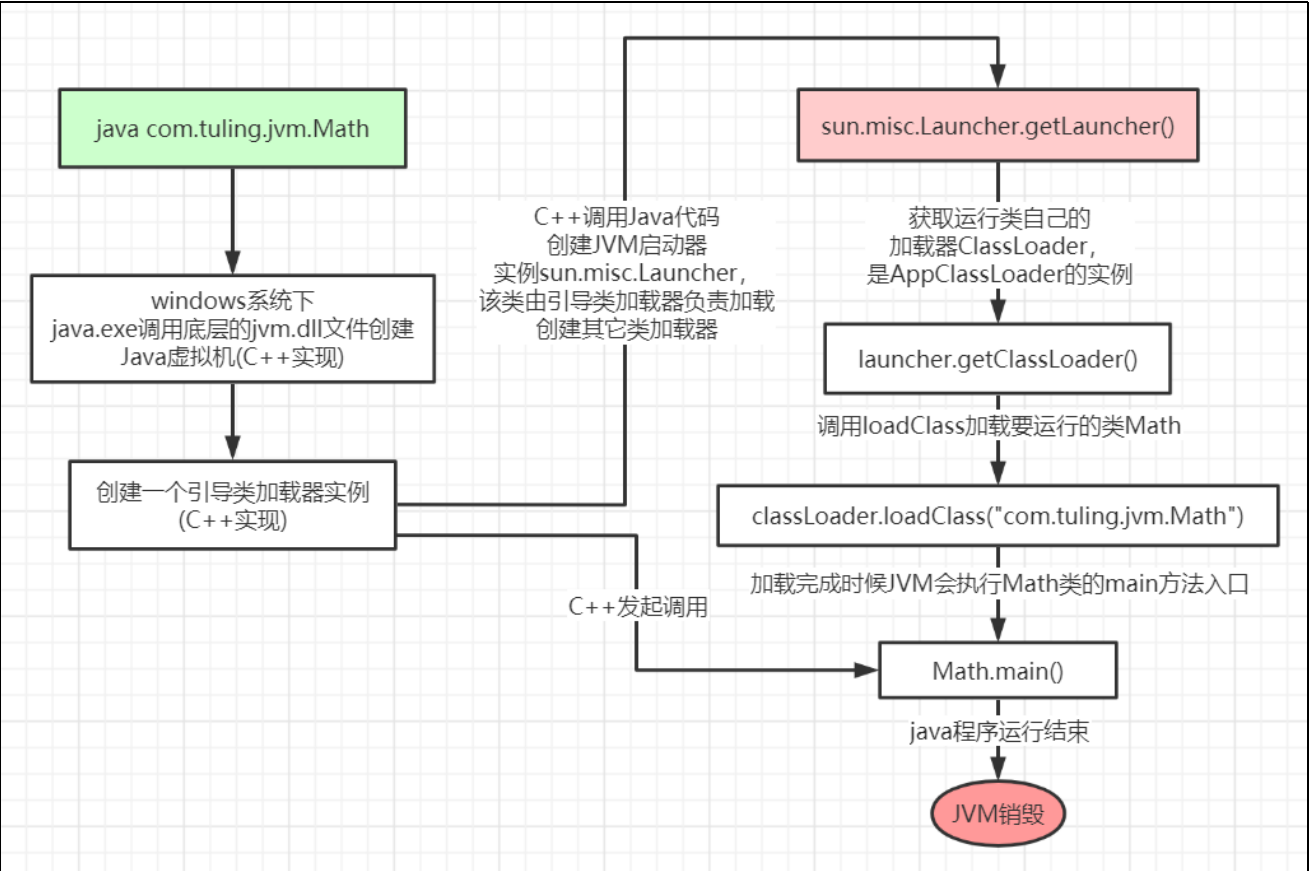 java com.tuling.jvm.Math
windows系统下
java.exe调用底层的jvm.dll文件创建
Java虚拟机(C++实现)
创建一个引导类加载器实例
(C++实现)
C++调用Java代码
创建JVM启动器
实例sun.misc.Launcher，
该类由引导类加载器负责加载
创建其它类加载器
C++发起调用
sun.misc.Launcher.getLauncher()
获取运行类自己的
加载器ClassLoader，
是AppClassLoader的实例
launcher.getClassLoader()
调用loadClass加载要运行的类Math
classLoader.loadClass("com.tuling.jvm.Math")
加载完成时候JVM会执行Math类的main方法入口
Math.main()
java程序运行结束
JVM销毁